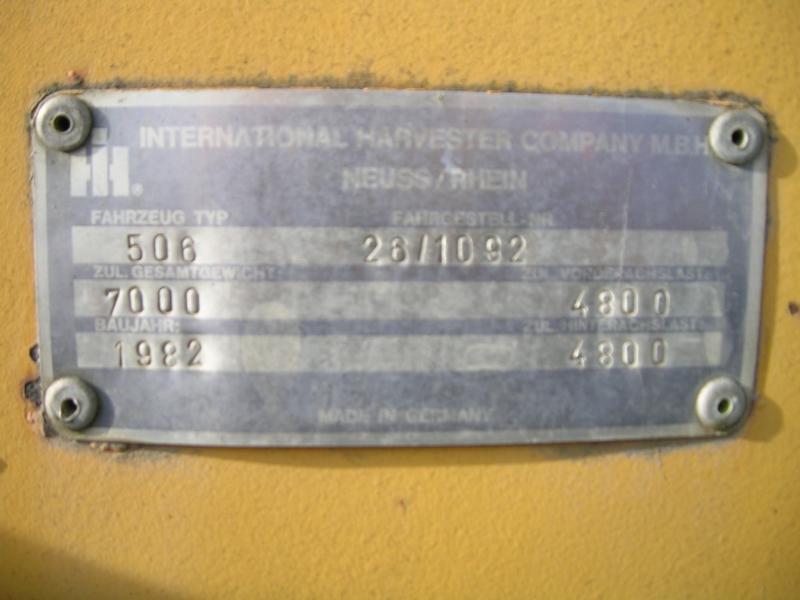 INTERNATIONAL HARVESTER COMPANY M.B.H.
IH® NEUSS/RHEIN
FAHRZEUG TYP FAHRGESTELL-NR.
506 26/1092
ZUL. GESAMTGEWICHT: ZUL. VORDERACHSLAST:
7000 4800
BAUJAHR: ZUL. HINTERACHSLAST:
1982 4800
MADE IN GERMANY